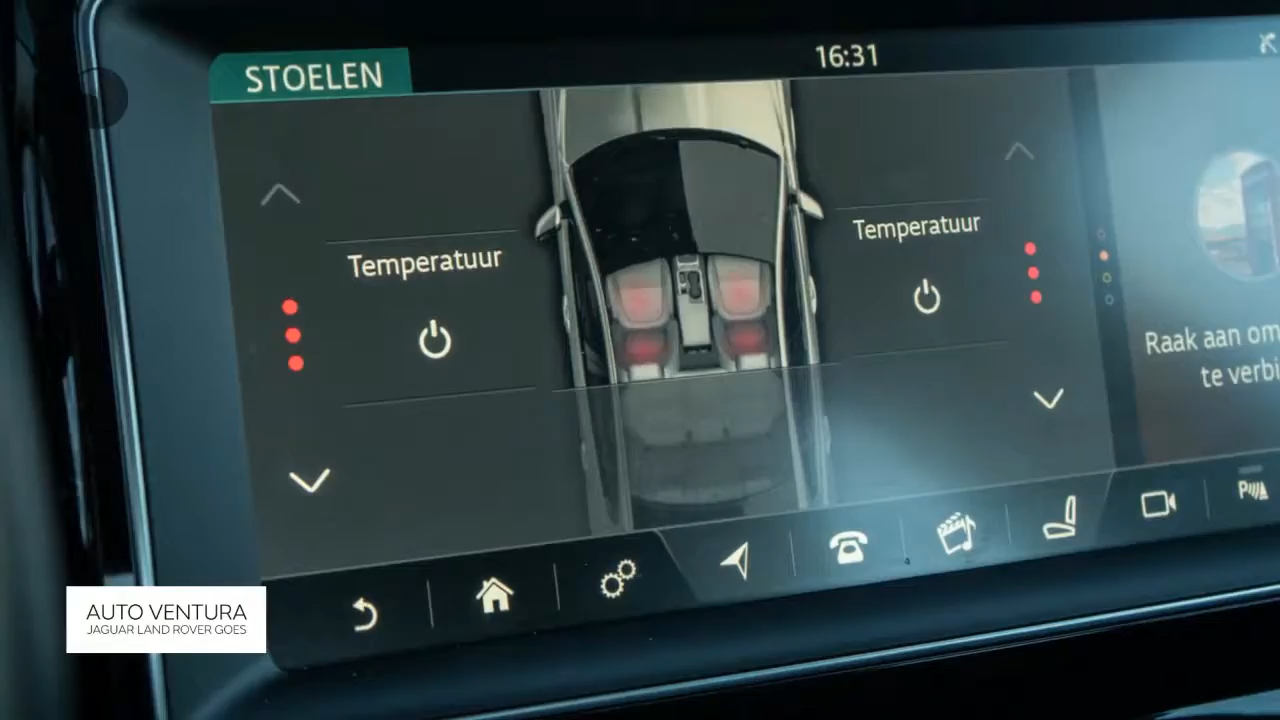 STOELEN
16:31
Temperatuur
Temperatuur
Raak aan om
te verbi
P
AUTO VENTURA
JAGUAR LAND ROVER GOES